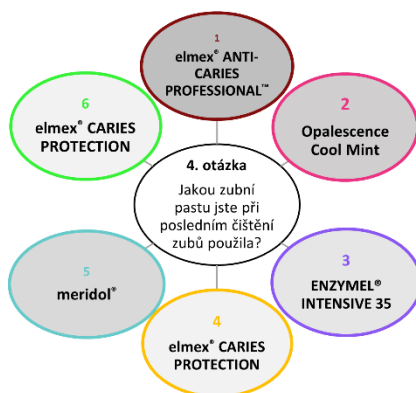 1
elmex® ANTI-
CARIES
PROFESSIONAL™
2
Opalescence
Cool Mint
3
ENZYMEL®
INTENSIVE 35
4
elmex® CARIES
PROTECTION
5
meridol®
6
elmex® CARIES
PROTECTION
4. otázka
Jakou zubní
pastu jste při
posledním čištění
zubů použila?